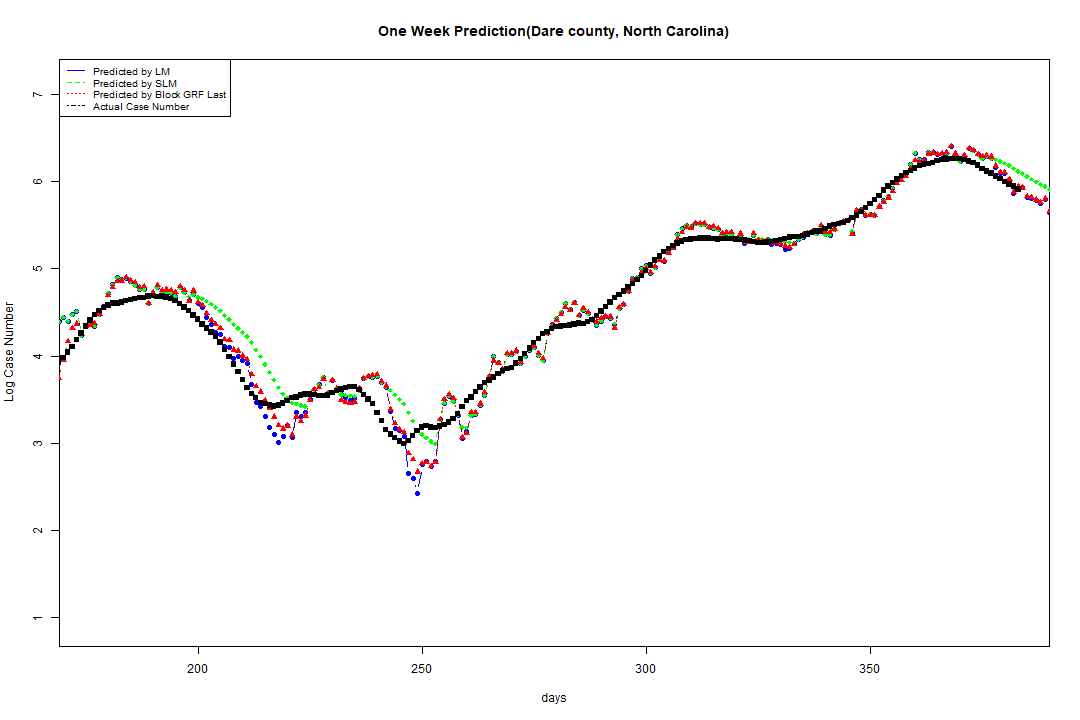 One Week Prediction(Dare county, North Carolina)
Predicted by LM
Predicted by SLM
Predicted by Block GRF Last
Actual Case Number
7
6
5
4
3
2
1
Log Case Number
200 250 300 350
days